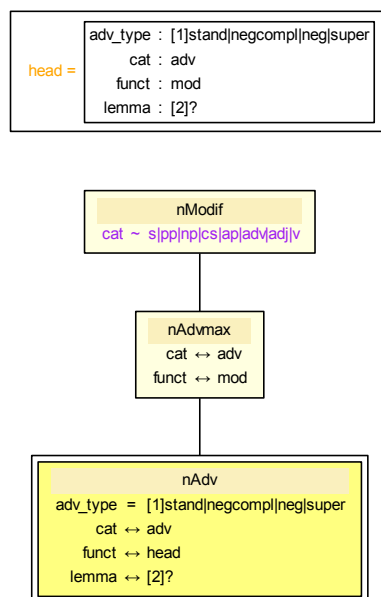 head =
adv_type : [1]stand|negcompl|neg|super
cat : adv
funct : mod
lemma : [2]?
nModif
cat ~ s|pp|np|cs|ap|adv|adj|v
nAdvmax
cat ↔ adv
funct ↔ mod
nAdv
adv_type = [1]stand|negcompl|neg|super
cat ↔ adv
funct ↔ head
lemma ↔ [2]?